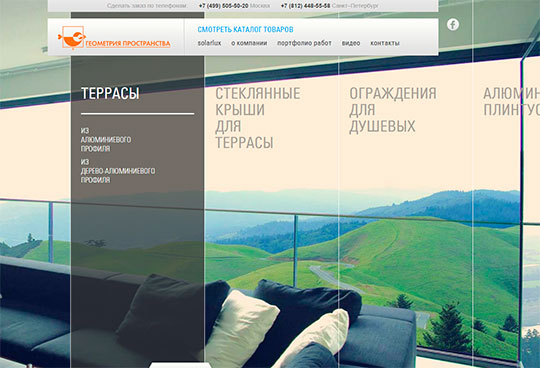 Сделать заказ по телефонам: +7 (499) 505-50-20 Москва +7 (812) 448-55-58 Санкт-Петербург
ГЕОМЕТРИЯ ПРОСТРАНСТВА
СМОТРЕТЬ КАТАЛОГ ТОВАРОВ
solarlux о компании портфолио работ видео контакты
f
ТЕРРАСЫ
ИЗ
АЛЮМИНИЕВОГО
ПРОФИЛЯ
ИЗ
ДЕРЕВО-АЛЮМИНИЕВОГО
ПРОФИЛЯ
СТЕКЛЯННЫЕ
КРЫШИ
ДЛЯ
ТЕРРАСЫ
ОГРАЖДЕНИЯ
ДЛЯ
ДУШЕВЫХ
АЛЮМИН
ПЛИНТУС